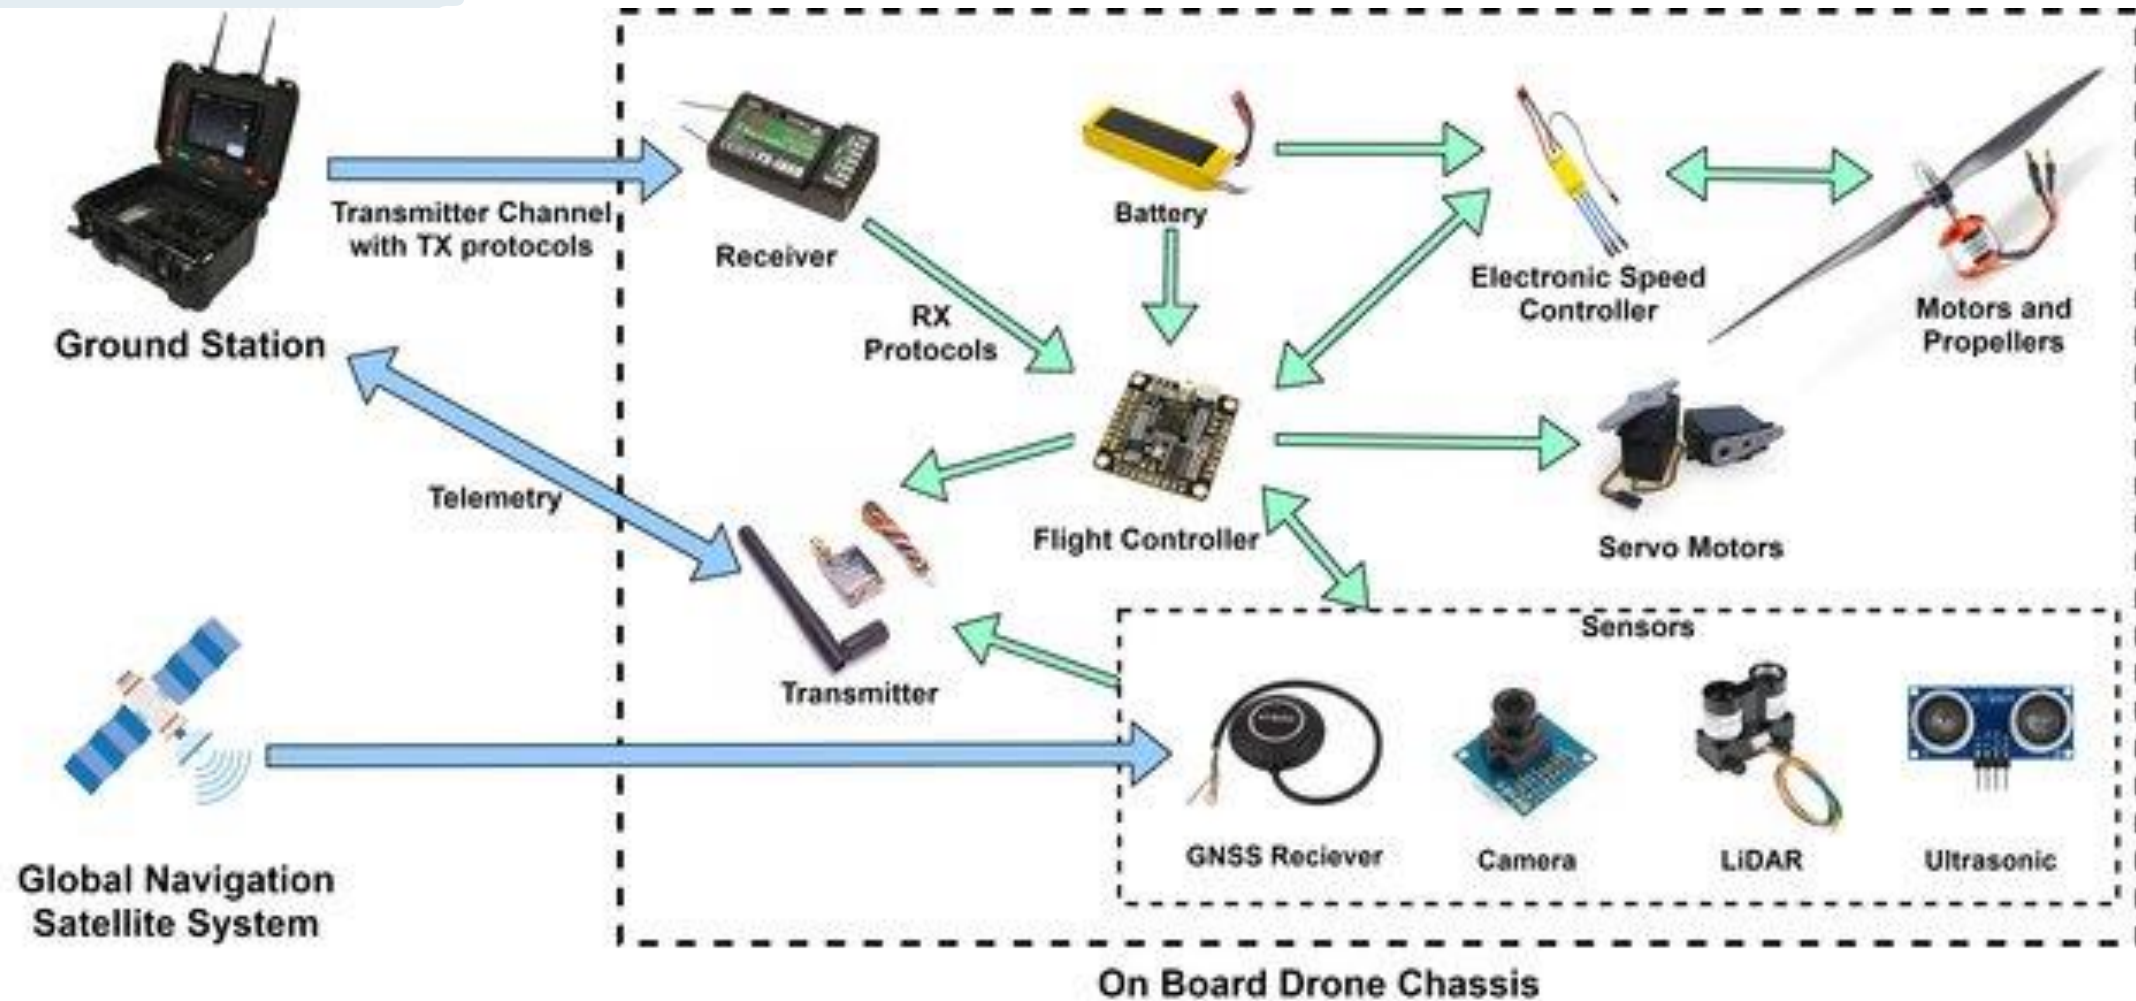 Transmitter Channel
with TX protocols
Receiver
Battery
Electronic Speed
Controller
Motors and
Propellers
Ground Station
RX
Protocols
Telemetry
Flight Controller
Servo Motors
Sensors
Transmitter
GNSS Reciever
Camera
LiDAR
Ultrasonic
Global Navigation
Satellite System
On Board Drone Chassis